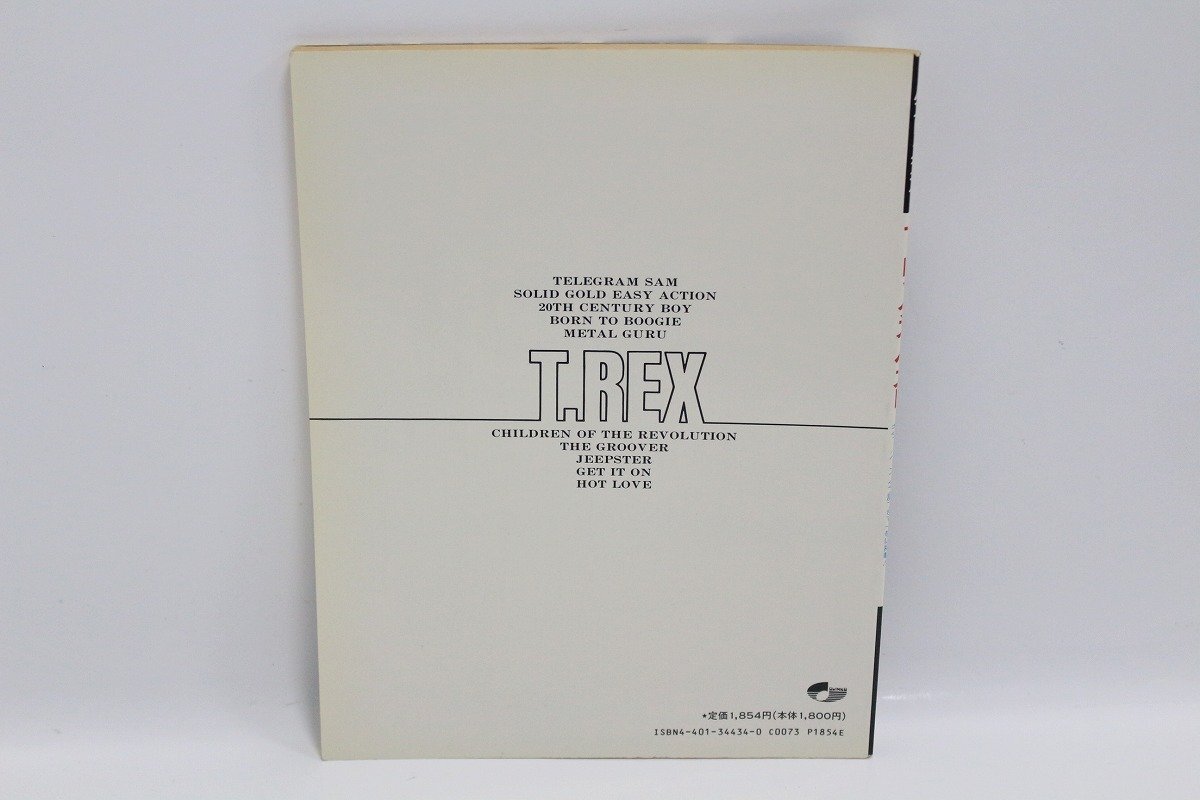 TELEGRAM SAM
SOLID GOLD EASY ACTION
20TH CENTURY BOY
BORN TO BOOGIE
METAL GURU
T.REX
CHILDREN OF THE REVOLUTION
THE GROOVER
JEEPSTER
GET IT ON
HOT LOVE
★定価1,854円(本体1,800円)
ISBN4-401-34434-0 C0073 P1854E